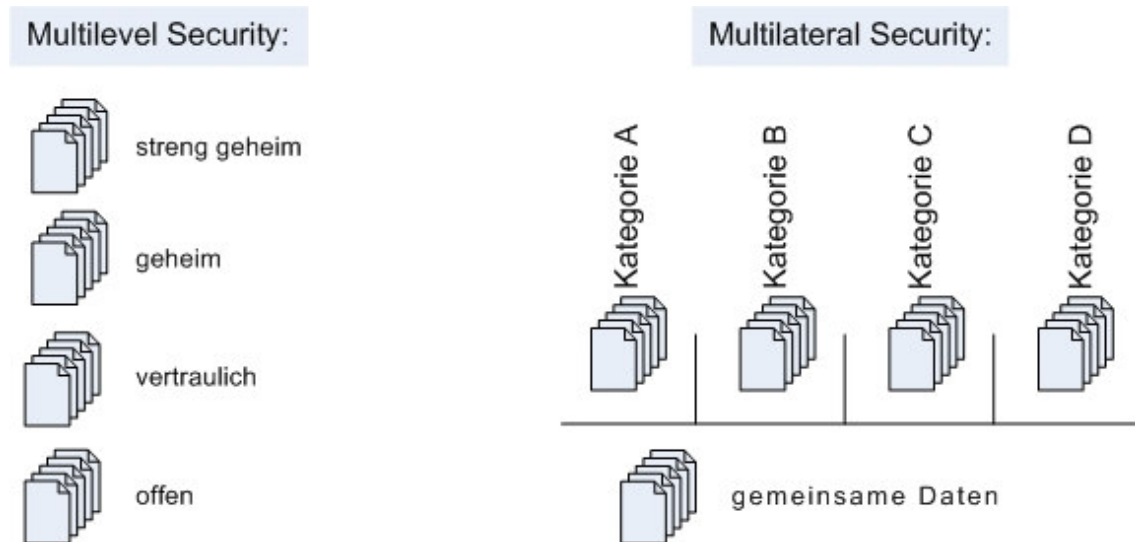 Multilevel Security:
streng geheim
geheim
vertraulich
offen
Multilateral Security:
Kategorie A
Kategorie B
Kategorie C
Kategorie D
gemeinsame Daten